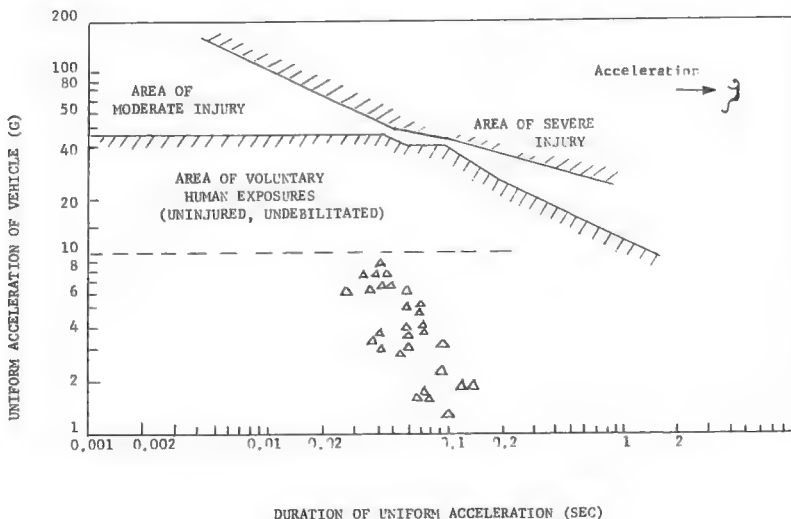 200
100
80
50
40
20
10
8
6
4
2
1
UNIFORM ACCELERATION OF VEHICLE (G)
AREA OF
MODERATE INJURY
AREA OF VOLUNTARY
HUMAN EXPOSURES
(UNINJURED, UNDEBILITATED)
Acceleration
AREA OF SEVERE
INJURY
0.001 0.002 0.01 0.02 0.1 0.2 1 2
DURATION OF UNIFORM ACCELERATION (SEC)